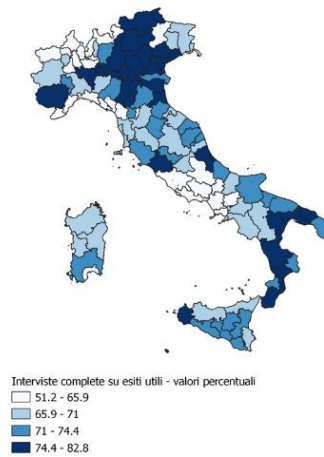 Interviste complete su esiti utili - valori percentuali
51.2 - 65.9
65.9 - 71
71 - 74.4
74.4 - 82.8